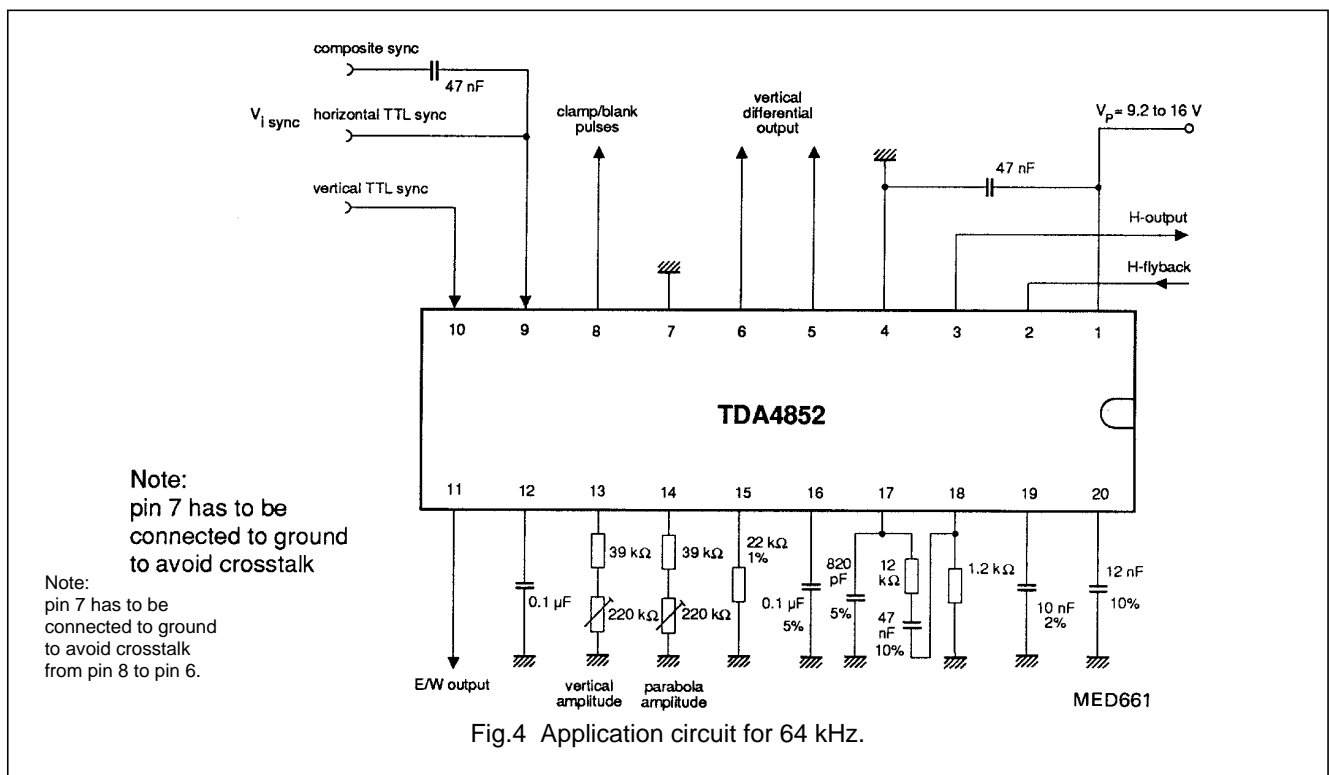 composite sync
47 nF
V i sync
horizontal TTL sync
vertical TTL sync
clamp/blank
pulses
vertical
differential
output
47 nF
VP = 9.2 to 16 V
H-output
H-flyback
10 9 8 7 6 5 4 3 2 1
TDA4852
11 12 13 14 15 16 17 18 19 20
Note:
pin 7 has to be
connected to ground
to avoid crosstalk
Note:
pin 7 has to be
connected to ground
to avoid crosstalk
from pin 8 to pin 6.
E/W output
0.1 µF
39 kΩ
220 kΩ
vertical
amplitude
39 kΩ
220 kΩ
parabola
amplitude
22 kΩ
1%
0.1 µF
5%
820
pF
5%
12
kΩ
47
nF
10%
1.2 kΩ
10 nF
2%
12 nF
10%
MED661
Fig.4 Application circuit for 64 kHz.